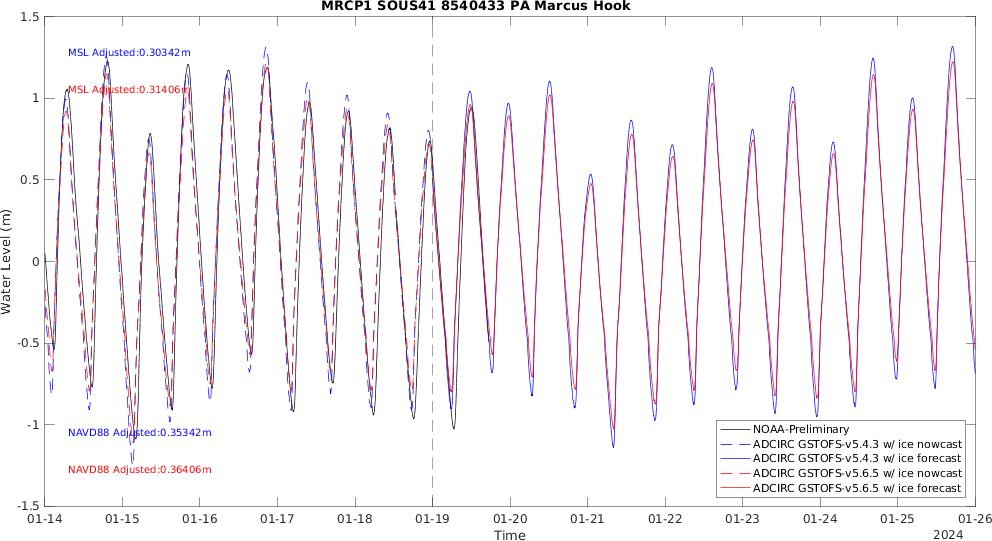 MRCP1 SOUS41 8540433 PA Marcus Hook
1.5
1
0.5
0
-0.5
-1
-1.5
Water Level (m)
MSL Adjusted:0.30342m
MSL Adjusted:0.31406m
NAVD88 Adjusted:0.35342m
NAVD88 Adjusted:0.36406m
NOAA-Preliminary
ADCIRC GSTOFS-v5.4.3 w/ ice nowcast
ADCIRC GSTOFS-v5.4.3 w/ ice forecast
ADCIRC GSTOFS-v5.6.5 w/ ice nowcast
ADCIRC GSTOFS-v5.6.5 w/ ice forecast
01-14 01-15 01-16 01-17 01-18 01-19 01-20 01-21 01-22 01-23 01-24 01-25 01-26
Time
2024